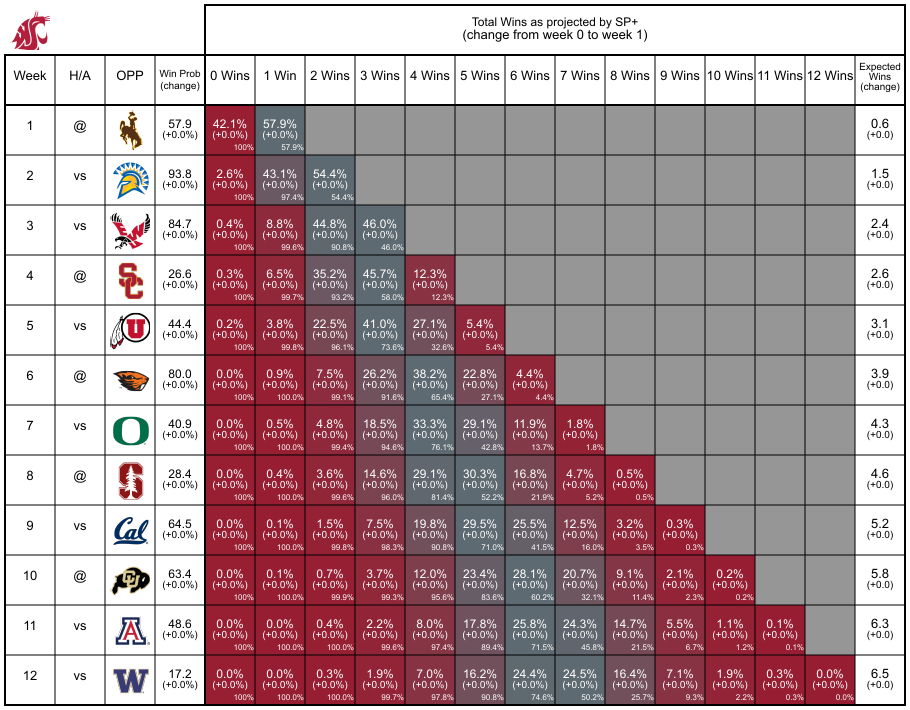 Total Wins as projected by SP+
(change from week 0 to week 1)
Week H/A OPP Win Prob (change) 0 Wins 1 Win 2 Wins 3 Wins 4 Wins 5 Wins 6 Wins 7 Wins 8 Wins 9 Wins 10 Wins 11 Wins 12 Wins Expected Wins (change)
1 @ 57.9 42.1% 57.9% 0.6
(+0.0%) (+0.0%) (+0.0%) (+0.0)
100% 57.9%
2 vs 93.8 2.6% 43.1% 54.4% 1.5
(+0.0%) (+0.0%) (+0.0%) (+0.0%) (+0.0)
100% 97.4% 54.4%
3 vs 84.7 0.4% 8.8% 44.8% 46.0% 2.4
(+0.0%) (+0.0%) (+0.0%) (+0.0%) (+0.0%) (+0.0)
100% 99.6% 90.8% 46.0%
4 @ SC 26.6 0.3% 6.5% 35.2% 45.7% 12.3% 2.6
(+0.0%) (+0.0%) (+0.0%) (+0.0%) (+0.0%) (+0.0%) (+0.0)
100% 99.7% 93.2% 58.0% 12.3%
5 vs U 44.4 0.2% 3.8% 22.5% 41.0% 27.1% 5.4% 3.1
(+0.0%) (+0.0%) (+0.0%) (+0.0%) (+0.0%) (+0.0%) (+0.0%) (+0.0)
100% 99.8% 96.1% 73.6% 32.6% 5.4%
6 @ 80.0 0.0% 0.9% 7.5% 26.2% 38.2% 22.8% 4.4% 3.9
(+0.0%) (+0.0%) (+0.0%) (+0.0%) (+0.0%) (+0.0%) (+0.0%) (+0.0%) (+0.0)
100% 100.0% 99.1% 91.6% 65.4% 27.1% 4.4%
7 vs O 40.9 0.0% 0.5% 4.8% 18.5% 33.3% 29.1% 11.9% 1.8% 4.3
(+0.0%) (+0.0%) (+0.0%) (+0.0%) (+0.0%) (+0.0%) (+0.0%) (+0.0%) (+0.0%) (+0.0)
100% 100.0% 99.4% 94.6% 76.1% 42.8% 13.7% 1.8%
8 @ S 28.4 0.0% 0.4% 3.6% 14.6% 29.1% 30.3% 16.8% 4.7% 0.5% 4.6
(+0.0%) (+0.0%) (+0.0%) (+0.0%) (+0.0%) (+0.0%) (+0.0%) (+0.0%) (+0.0%) (+0.0%) (+0.0)
100% 100.0% 99.6% 96.0% 81.4% 52.2% 21.9% 5.2% 0.5%
9 vs Cal 64.5 0.0% 0.1% 1.5% 7.5% 19.8% 29.5% 25.5% 12.5% 3.2% 0.3% 5.2
(+0.0%) (+0.0%) (+0.0%) (+0.0%) (+0.0%) (+0.0%) (+0.0%) (+0.0%) (+0.0%) (+0.0%) (+0.0%) (+0.0)
100% 100.0% 99.8% 98.3% 90.8% 71.0% 41.5% 16.0% 3.5% 0.3%
10 @ CU 63.4 0.0% 0.1% 0.7% 3.7% 12.0% 23.4% 28.1% 20.7% 9.1% 2.1% 0.2% 5.8
(+0.0%) (+0.0%) (+0.0%) (+0.0%) (+0.0%) (+0.0%) (+0.0%) (+0.0%) (+0.0%) (+0.0%) (+0.0%) (+0.0%) (+0.0)
100% 100.0% 99.9% 99.3% 95.6% 83.6% 60.2% 32.1% 11.4% 2.3% 0.2%
11 vs A 48.6 0.0% 0.0% 0.4% 2.2% 8.0% 17.8% 25.8% 24.3% 14.7% 5.5% 1.1% 0.1% 6.3
(+0.0%) (+0.0%) (+0.0%) (+0.0%) (+0.0%) (+0.0%) (+0.0%) (+0.0%) (+0.0%) (+0.0%) (+0.0%) (+0.0%) (+0.0%) (+0.0)
100% 100.0% 100.0% 99.6% 97.4% 89.4% 71.5% 45.8% 21.5% 6.7% 1.2% 0.1%
12 vs W 17.2 0.0% 0.0% 0.3% 1.9% 7.0% 16.2% 24.4% 24.5% 16.4% 7.1% 1.9% 0.3% 0.0% 6.5
(+0.0%) (+0.0%) (+0.0%) (+0.0%) (+0.0%) (+0.0%) (+0.0%) (+0.0%) (+0.0%) (+0.0%) (+0.0%) (+0.0%) (+0.0%) (+0.0%) (+0.0)
100% 100.0% 100.0% 99.7% 97.8% 90.8% 74.6% 50.2% 25.7% 9.3% 2.2% 0.3% 0.0%